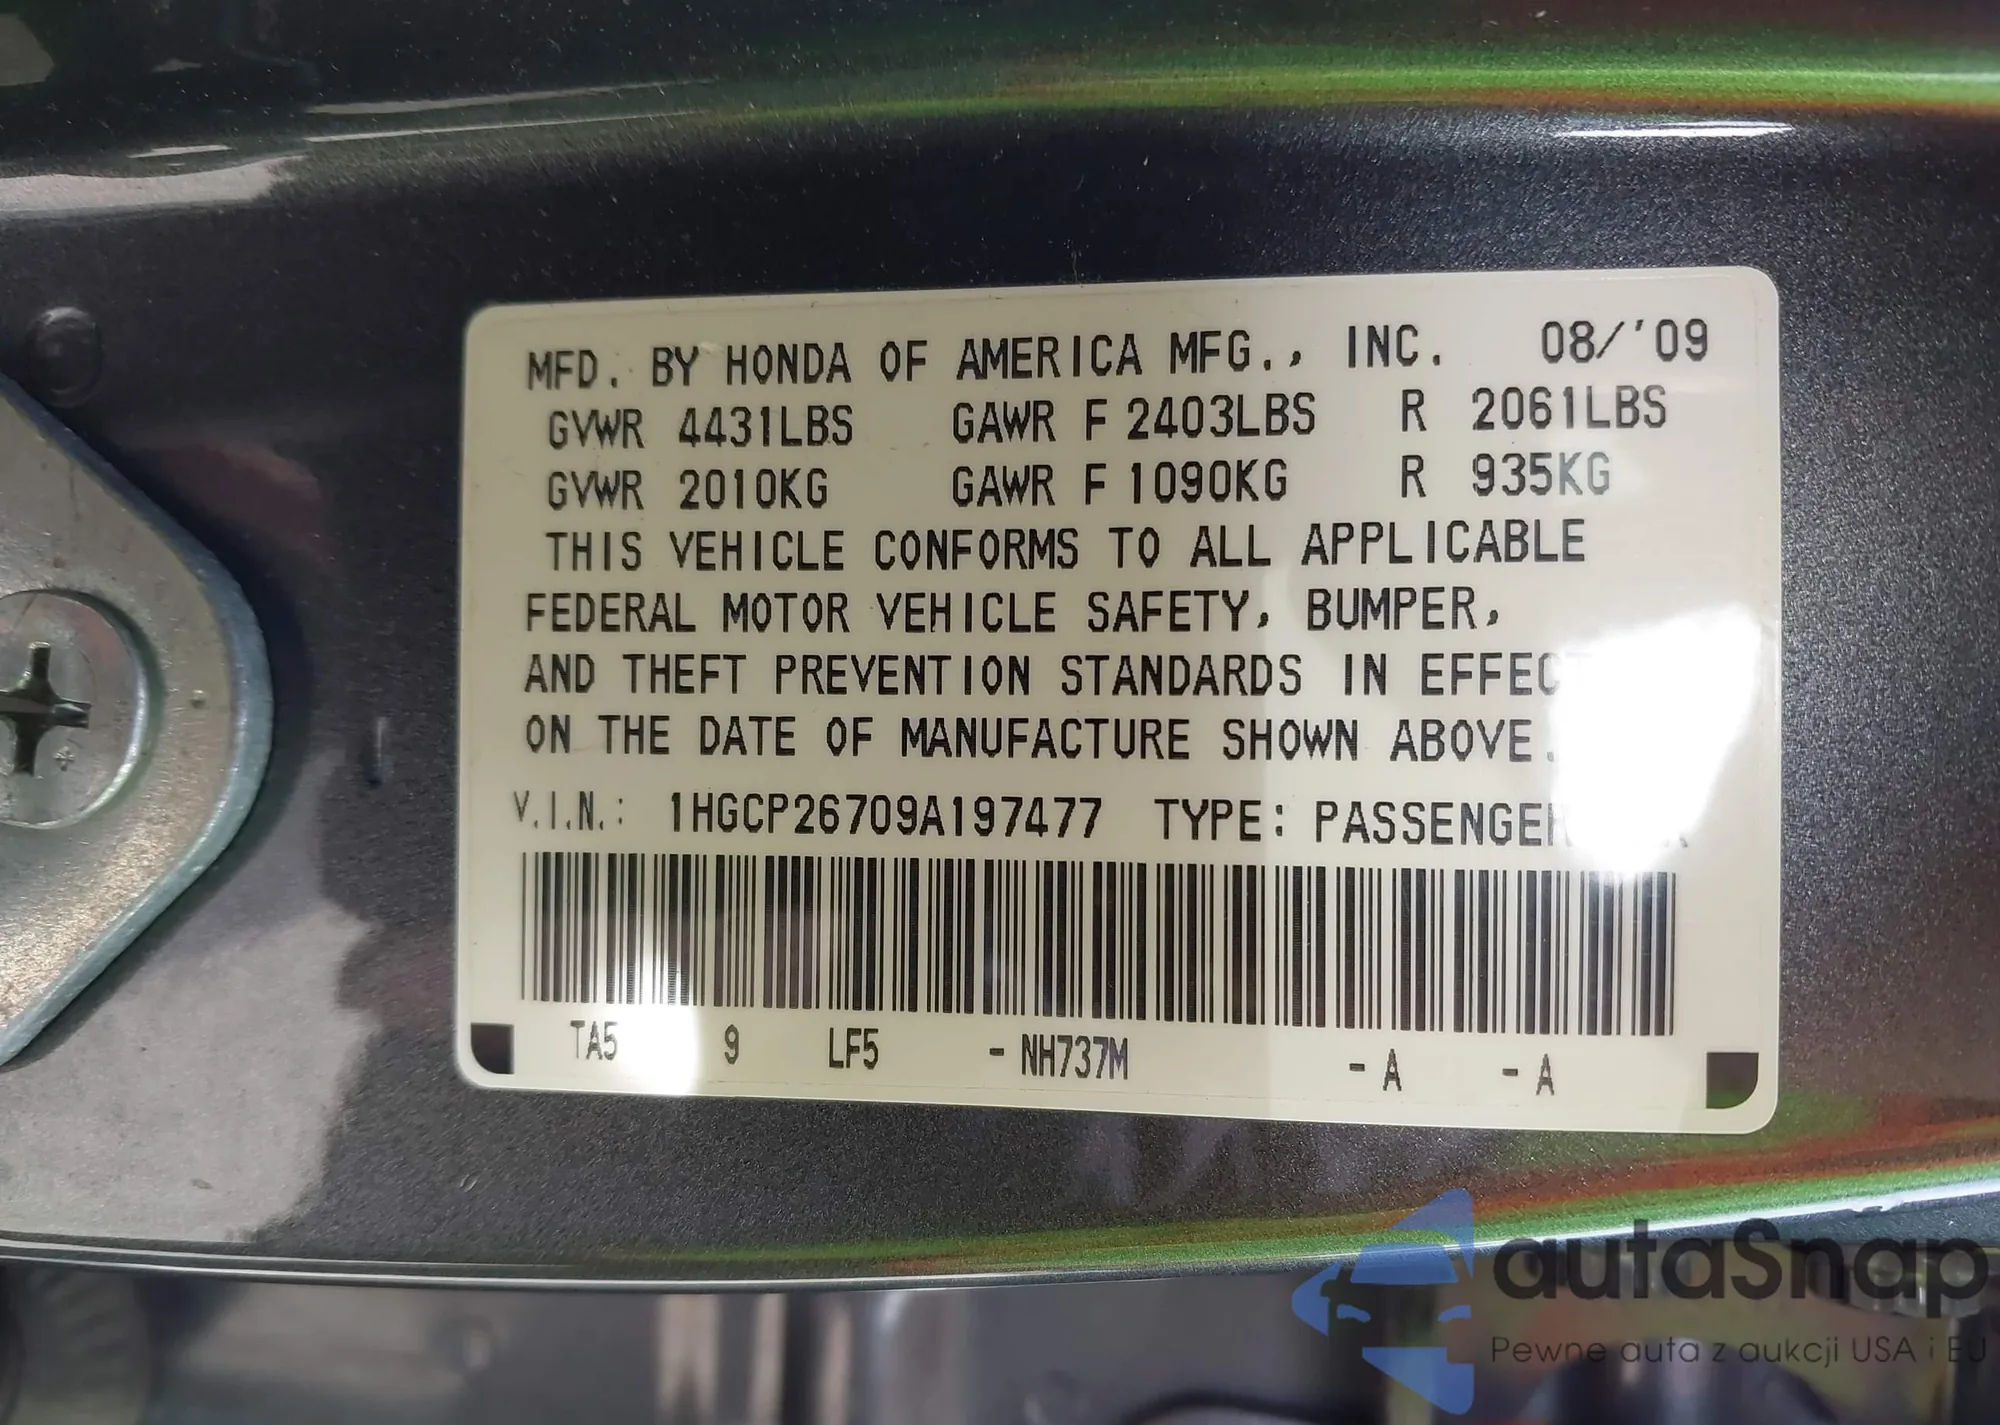 MFD. BY HONDA OF AMERICA MFG., INC. 08/'09
GVWR 4431LBS GAWR F 2403LBS R 2061LBS
GVWR 2010KG GAWR F 1090KG R 935KG
THIS VEHICLE CONFORMS TO ALL APPLICABLE
FEDERAL MOTOR VEHICLE SAFETY, BUMPER,
AND THEFT PREVENTION STANDARDS IN EFFECT
ON THE DATE OF MANUFACTURE SHOWN ABOVE.
V.I.N.: 1HGCP26709A197477 TYPE: PASSENGER
TA5 9 LF5 - NH737M - A - A
autaSnap
Pewne auta z aukcji USA i EU